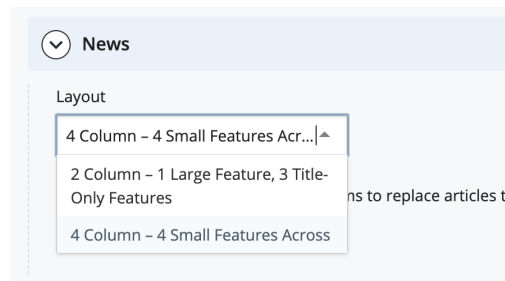 News
Layout
4 Column – 4 Small Features Acr...
2 Column – 1 Large Feature, 3 Title-
Only Features
to replace articles
4 Column – 4 Small Features Across